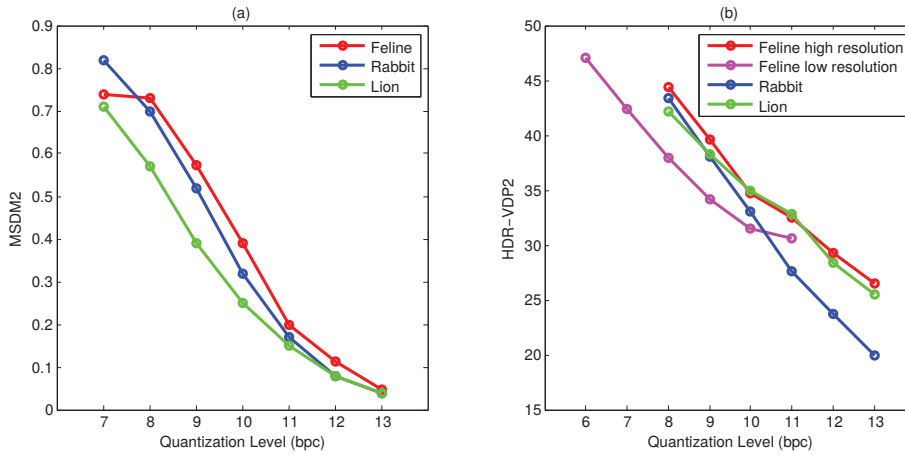 (a)
0.9
0.8
0.7
0.6
0.5
0.4
0.3
0.2
0.1
0
MSDM2
7 8 9 10 11 12 13
Quantization Level (bpc)
Feline
Rabbit
Lion
(b)
50
45
40
35
30
25
20
15
HDR−VDP2
6 7 8 9 10 11 12 13
Quantization Level (bpc)
Feline high resolution
Feline low resolution
Rabbit
Lion